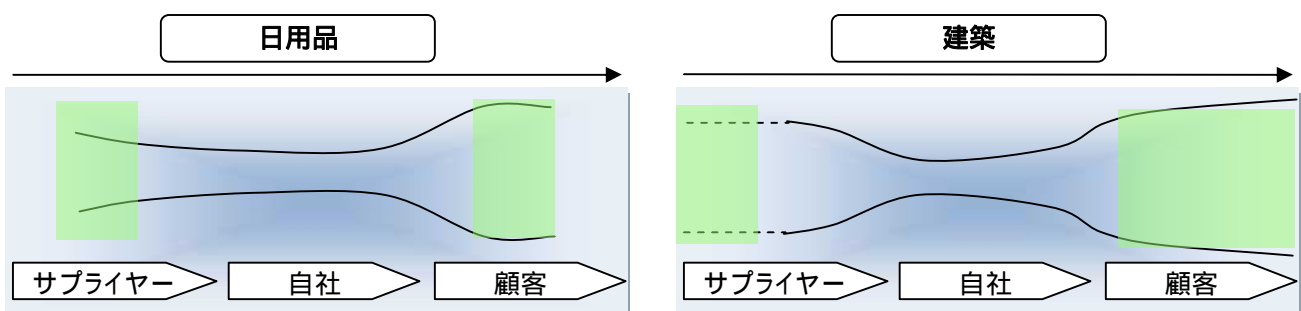 日用品
建築
サプライヤー
自社
顧客
サプライヤー
自社
顧客